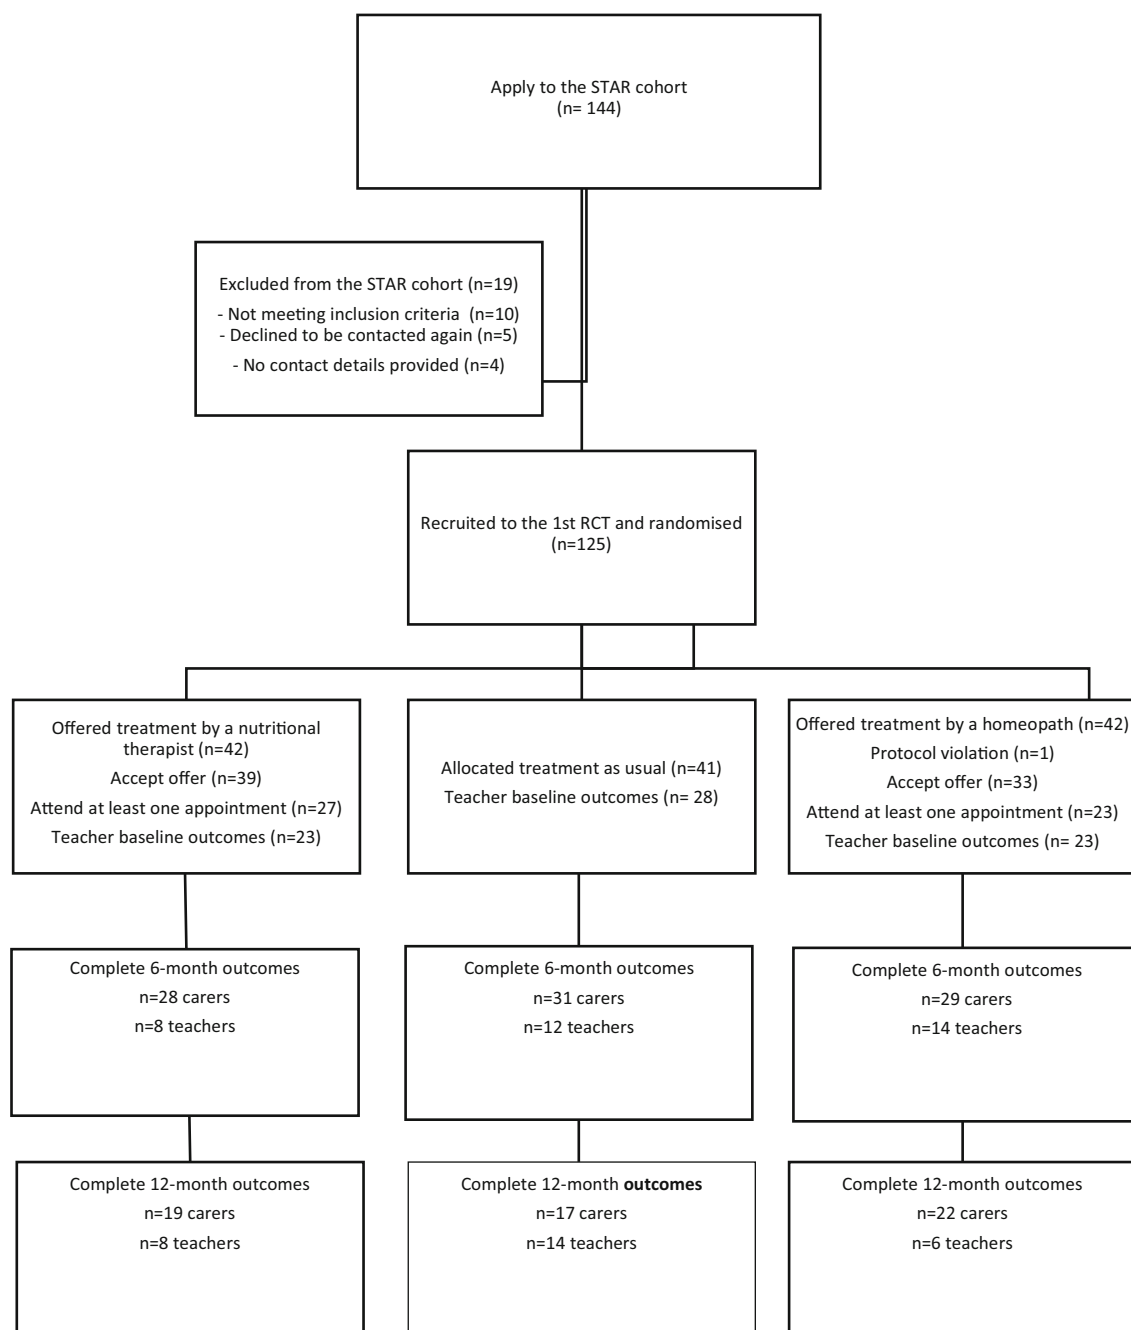 Apply to the STAR cohort
(n= 144)
Excluded from the STAR cohort (n=19)
- Not meeting inclusion criteria  (n=10)
- Declined to be contacted again (n=5)
- No contact details provided (n=4)
Recruited to the 1st RCT and randomised
(n=125)
Offered treatment by a nutritional
therapist (n=42)
Accept offer (n=39)
Attend at least one appointment (n=27)
Teacher baseline outcomes (n=23)
Allocated treatment as usual (n=41)
Teacher baseline outcomes (n= 28)
Offered treatment by a homeopath (n=42)
Protocol violation (n=1)
Accept offer (n=33)
Attend at least one appointment (n=23)
Teacher baseline outcomes (n= 23)
Complete 6-month outcomes
n=28 carers
n=8 teachers
Complete 6-month outcomes
n=31 carers
n=12 teachers
Complete 6-month outcomes
n=29 carers
n=14 teachers
Complete 12-month outcomes
n=19 carers
n=8 teachers
Complete 12-month outcomes
n=17 carers
n=14 teachers
Complete 12-month outcomes
n=22 carers
n=6 teachers